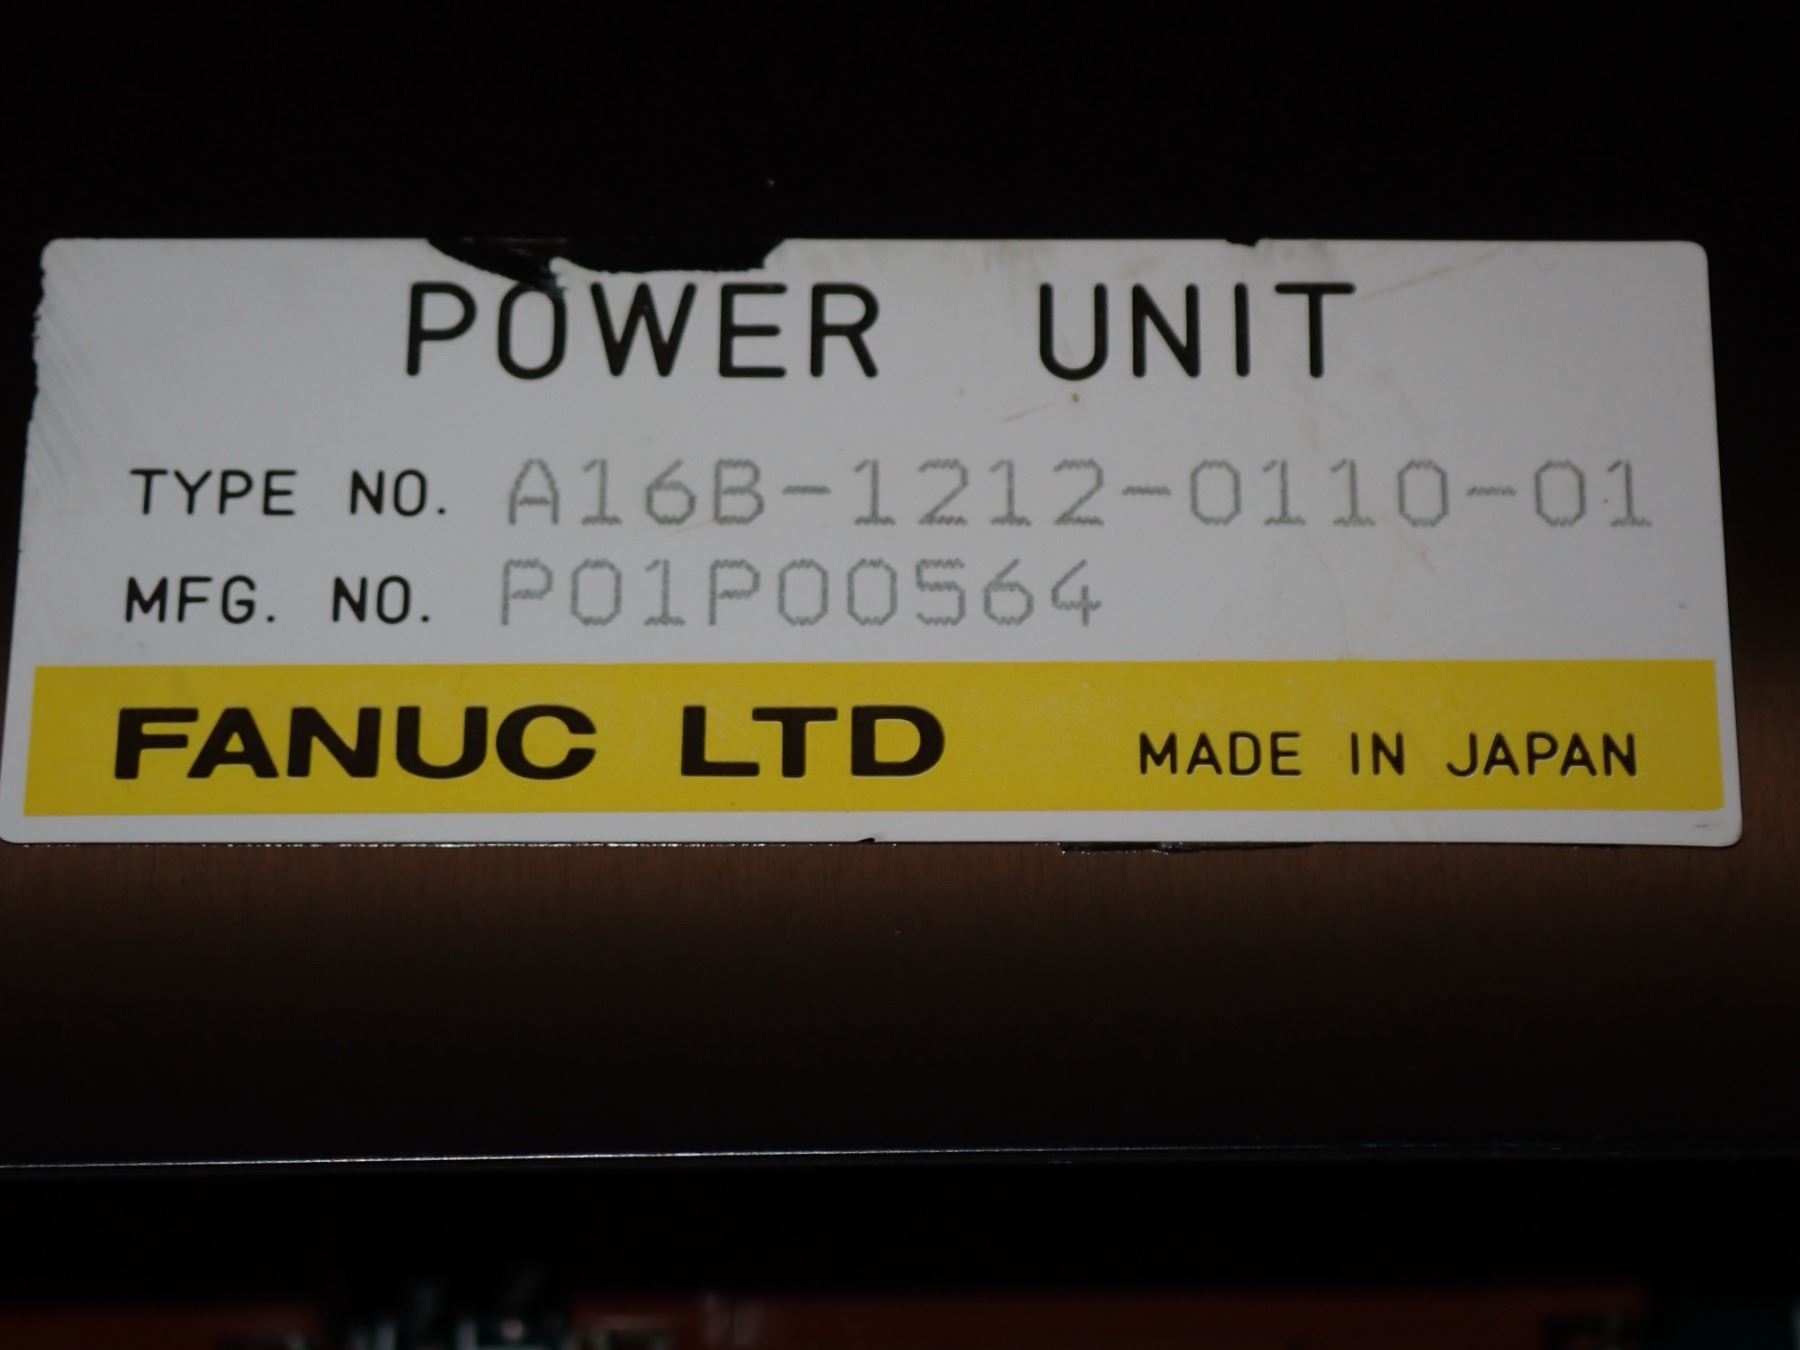 POWER UNIT
TYPE NO. A16B-1212-0110-01
MFG. NO. P01P00564
FANUC LTD MADE IN JAPAN